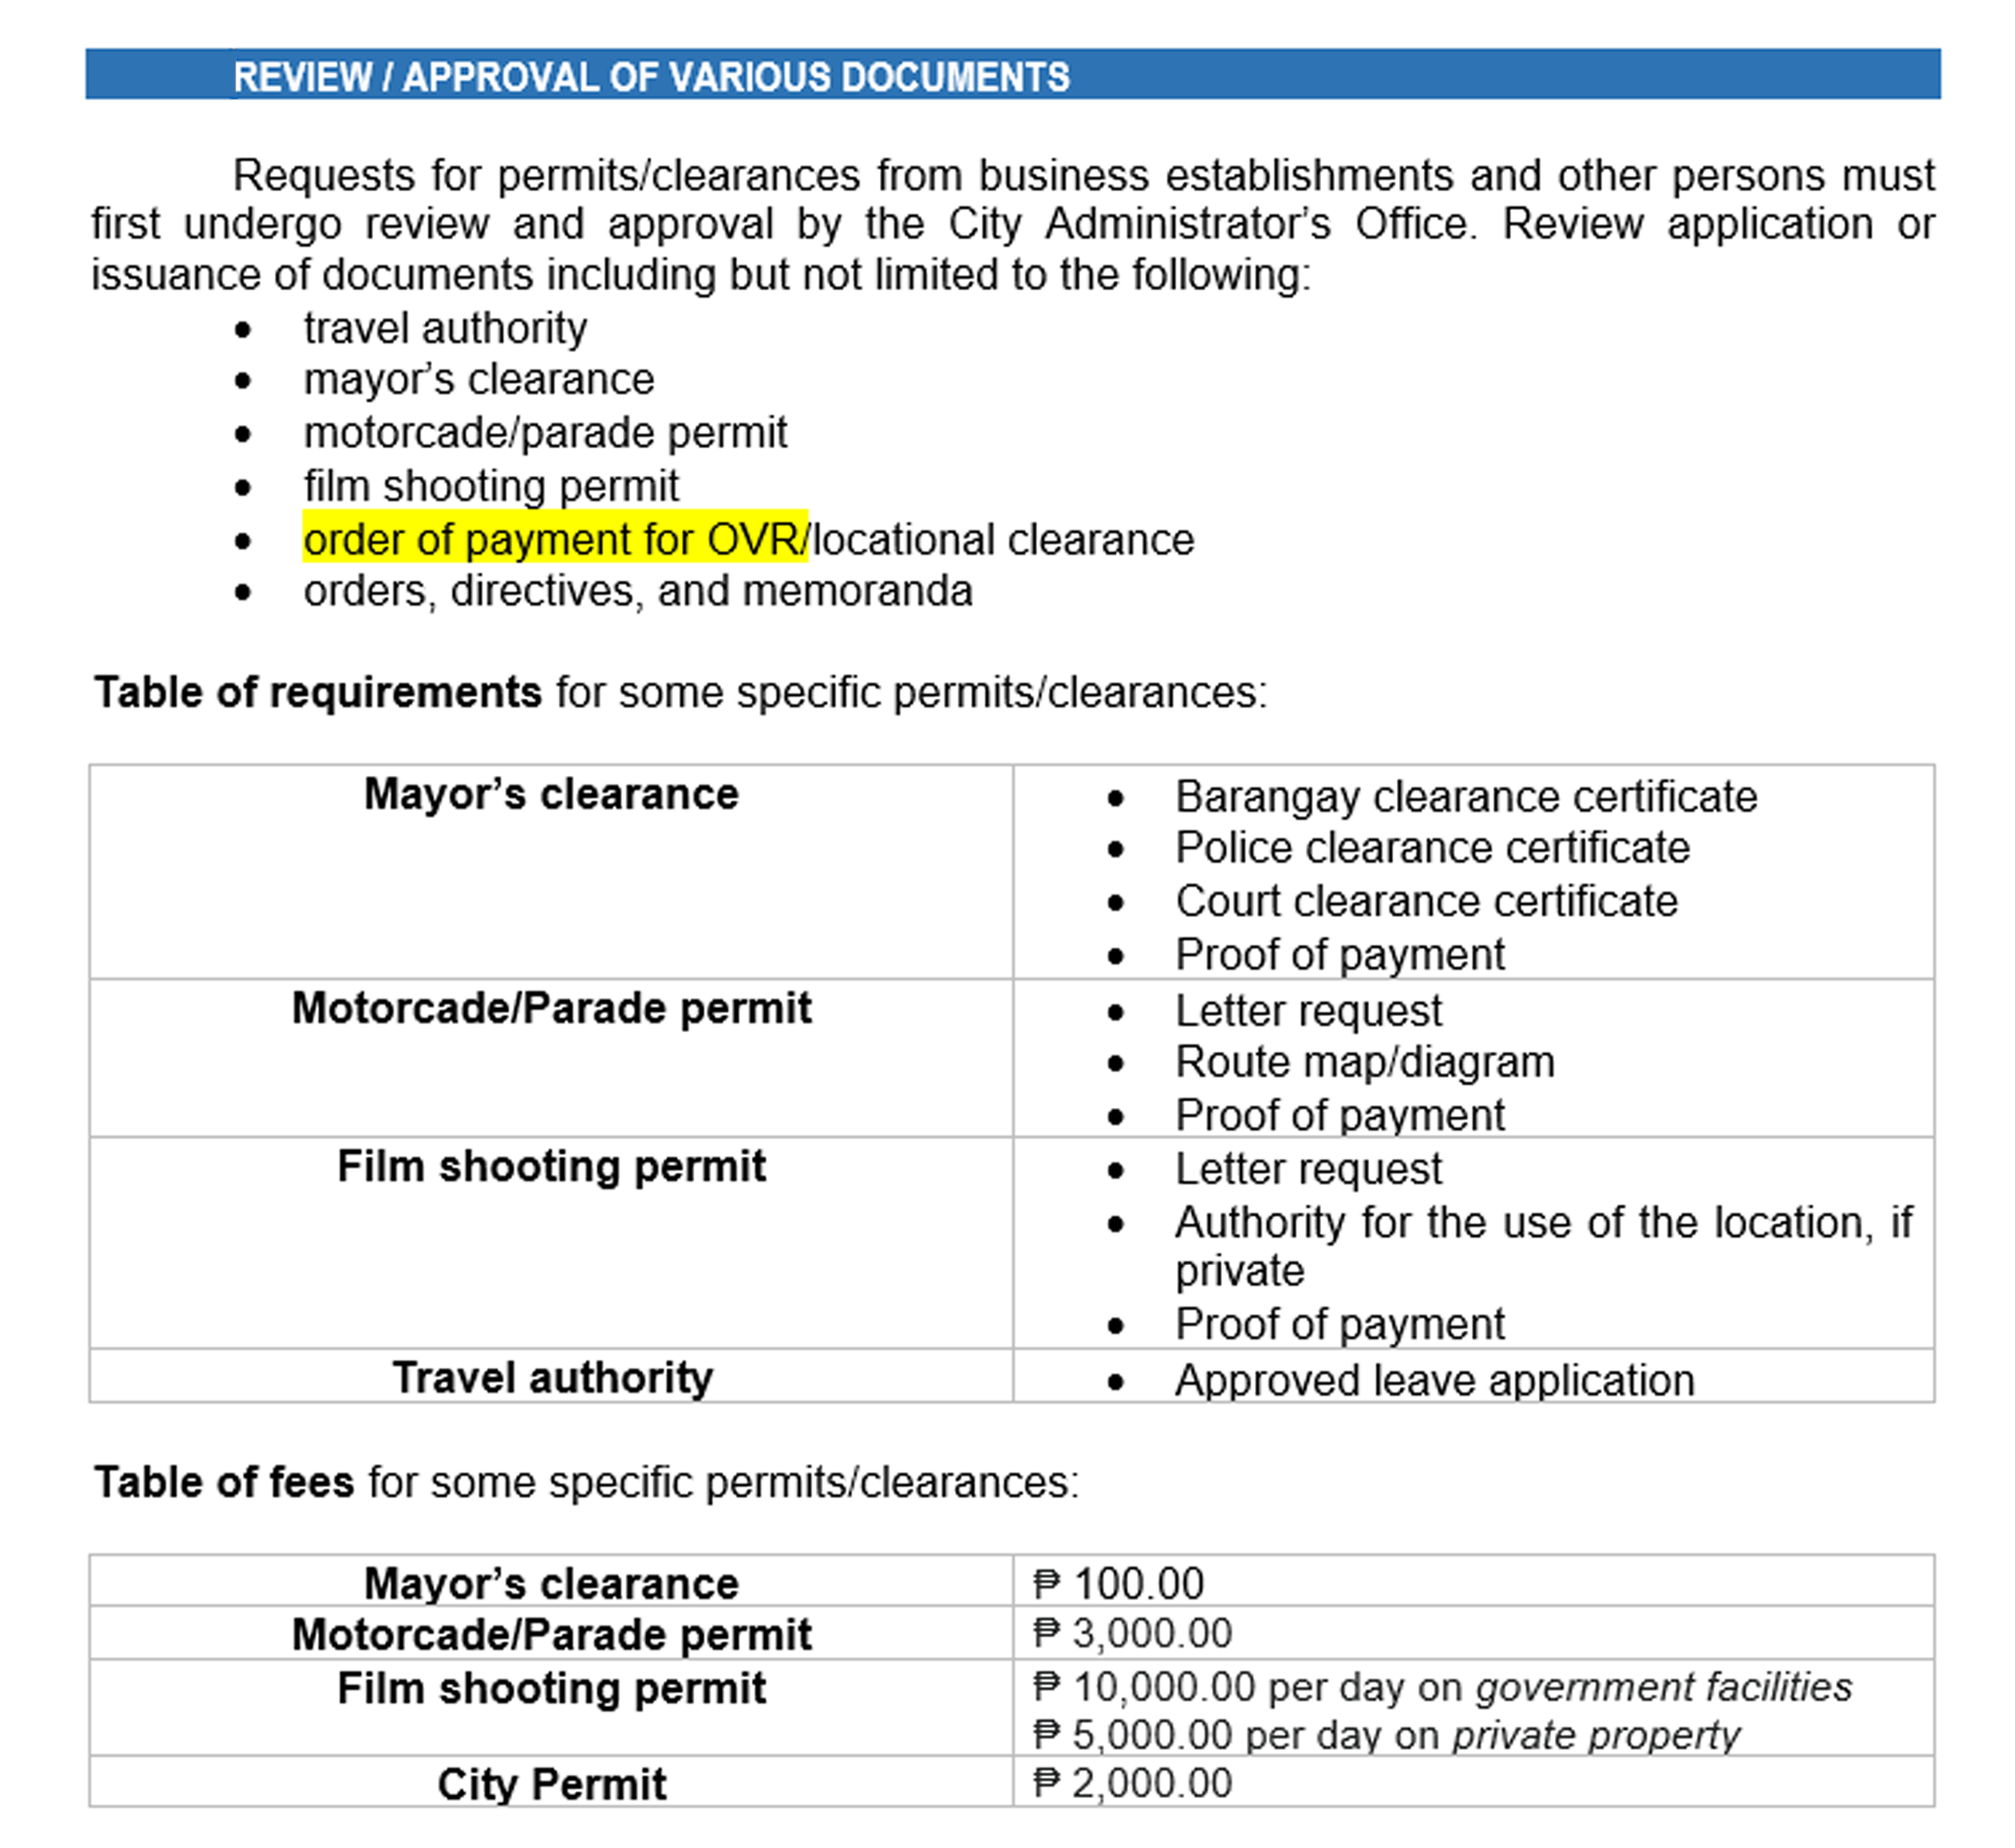 REVIEW / APPROVAL OF VARIOUS DOCUMENTS
Requests for permits/clearances from business establishments and other persons must
first undergo review and approval by the City Administrator’s Office. Review application or
issuance of documents including but not limited to the following:
• travel authority
• mayor’s clearance
• motorcade/parade permit
• film shooting permit
• order of payment for OVR/locational clearance
• orders, directives, and memoranda
Table of requirements for some specific permits/clearances:
Mayor’s clearance
• Barangay clearance certificate
• Police clearance certificate
• Court clearance certificate
• Proof of payment
Motorcade/Parade permit
• Letter request
• Route map/diagram
• Proof of payment
Film shooting permit
• Letter request
• Authority for the use of the location, if
private
• Proof of payment
Travel authority
• Approved leave application
Table of fees for some specific permits/clearances:
Mayor’s clearance
₱ 100.00
Motorcade/Parade permit
₱ 3,000.00
Film shooting permit
₱ 10,000.00 per day on government facilities
₱ 5,000.00 per day on private property
City Permit
₱ 2,000.00